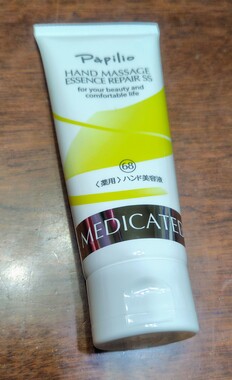 Papilio
HAND MASSAGE
ESSENCE REPAIR SS
for your beauty and
comfortable life
68
〈薬用〉ハンド美容液
MEDICATED